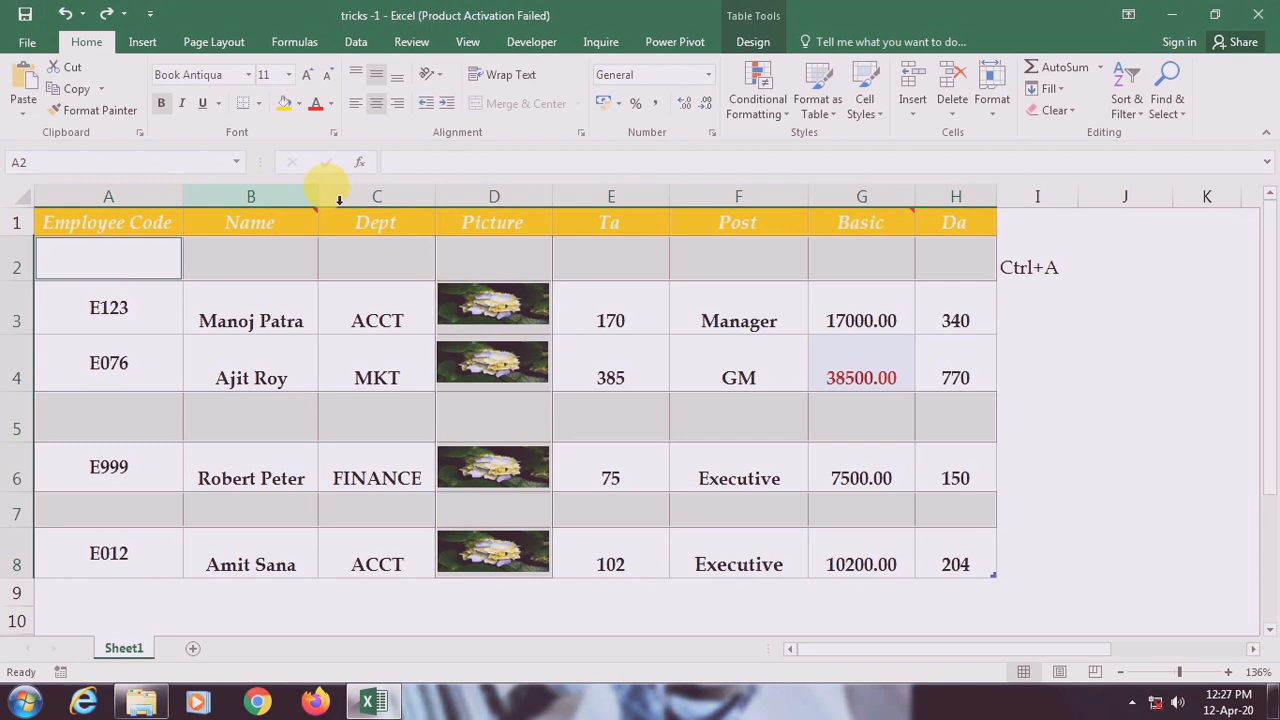 tricks -1 - Excel (Product Activation Failed)
Table Tools
File Home Insert Page Layout Formulas Data Review View Developer Inquire Power Pivot Design Tell me what you want to do... Sign in Share
Paste
Cut
Copy
Format Painter
Clipboard
Book Antiqua 11
B I U
Font
Wrap Text
Merge & Center
Alignment
General
%
Number
Conditional Formatting
Format as Table
Cell Styles
Styles
Insert
Delete
Format
Cells
AutoSum
Fill
Clear
Sort & Filter
Find & Select
Editing
A2 fx
A B C D E F G H I J K
1 Employee Code Name Dept Picture Ta Post Basic Da
2 Ctrl+A
3 E123 Manoj Patra ACCT 170 Manager 17000.00 340
4 E076 Ajit Roy MKT 385 GM 38500.00 770
5
6 E999 Robert Peter FINANCE 75 Executive 7500.00 150
7
8 E012 Amit Sana ACCT 102 Executive 10200.00 204
9
10
Sheet1
Ready 136%
12:27 PM
12-Apr-20